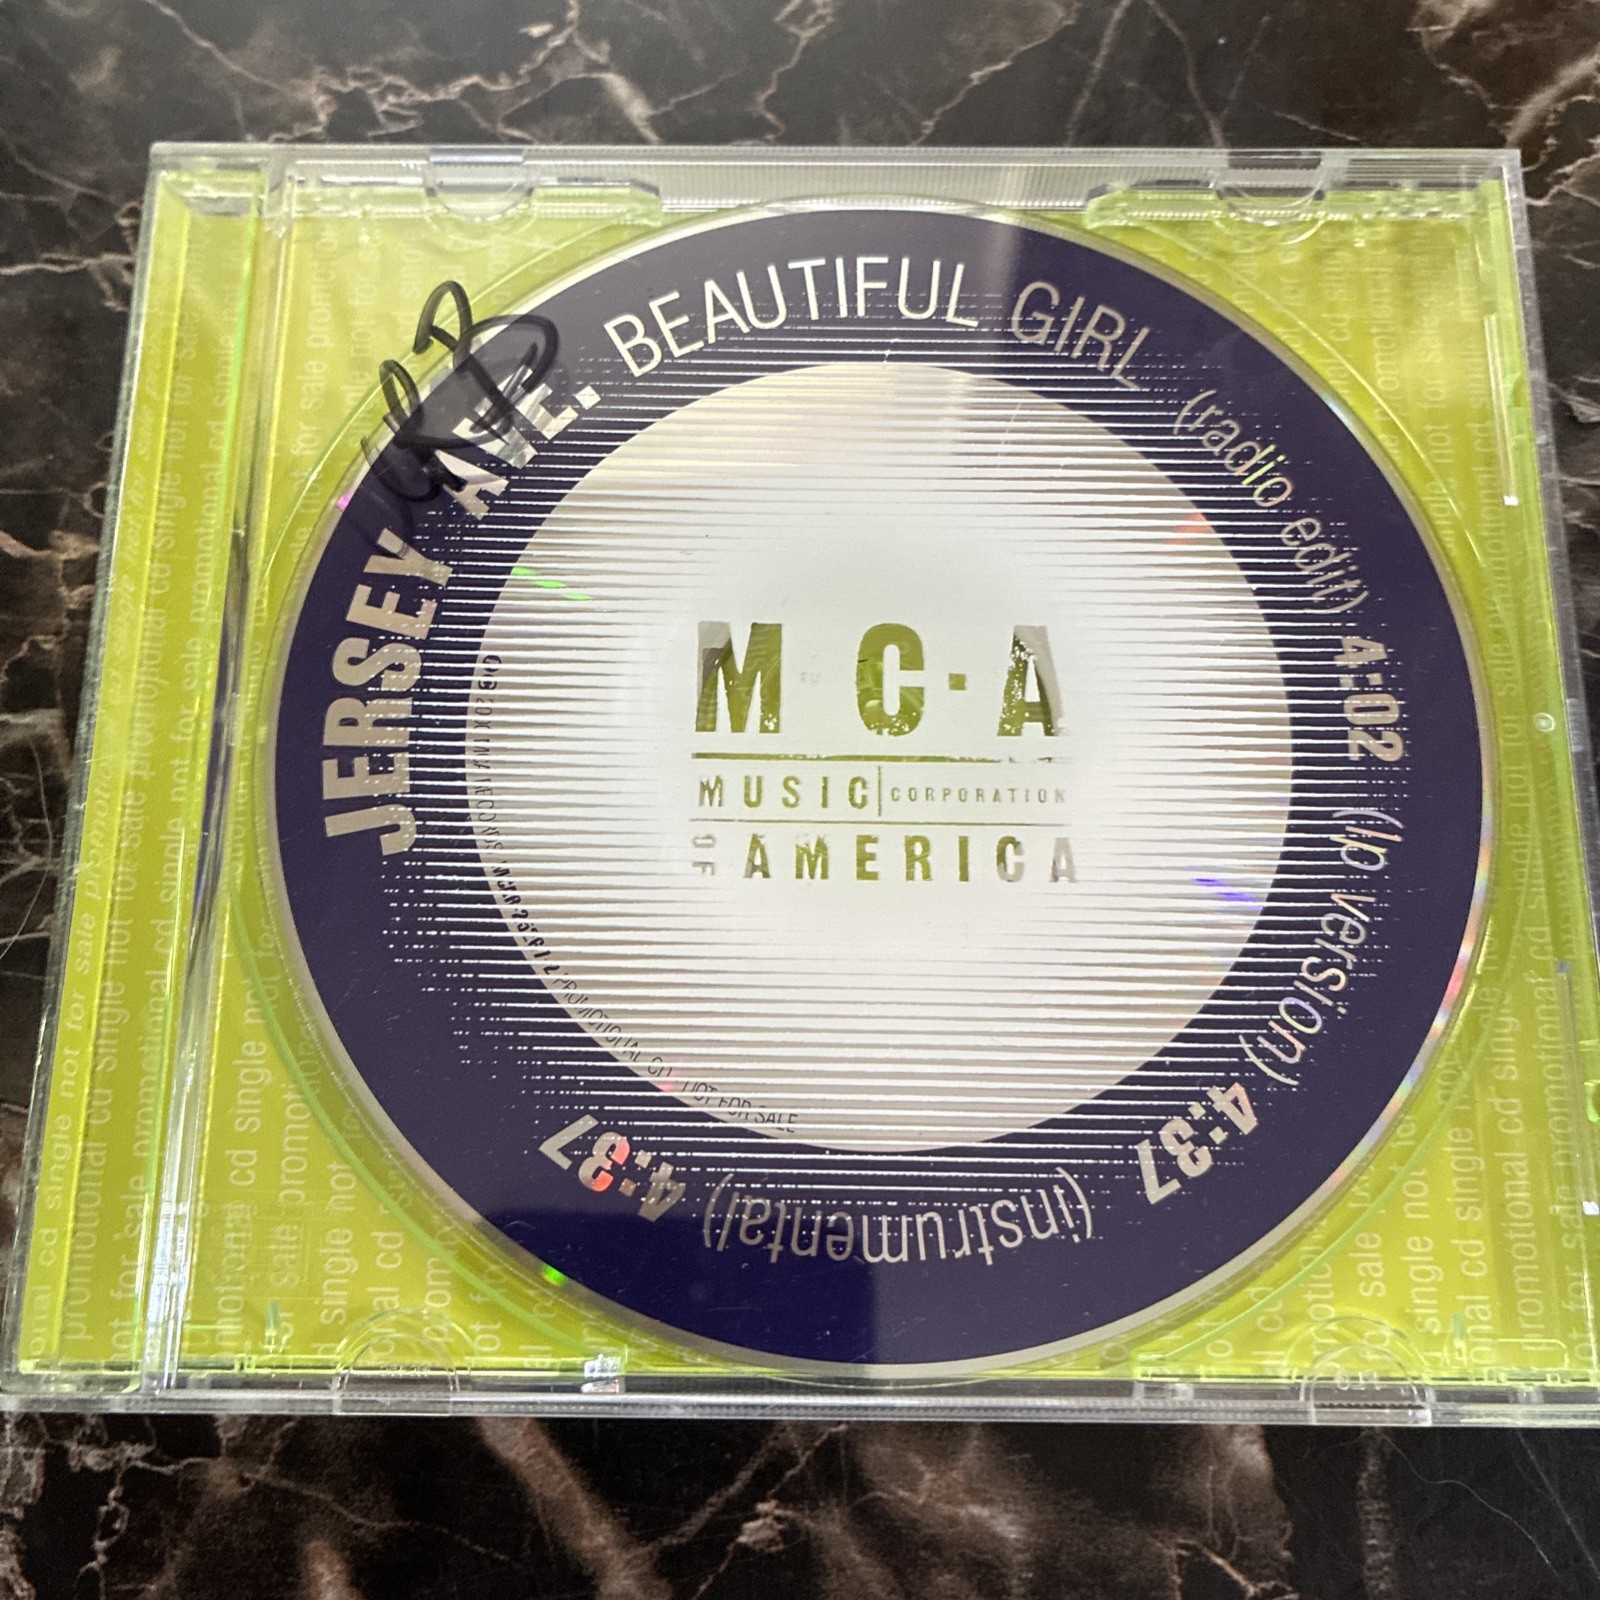 JERSEY AVE. BEAUTIFUL GIRL (radio edit) 4:02 (lp version) 4:37 (instrumental) 4:37
M C · A
MUSIC CORPORATION
OF AMERICA
PROMOTIONAL CD NOT FOR SALE
promotional cd single not for sale